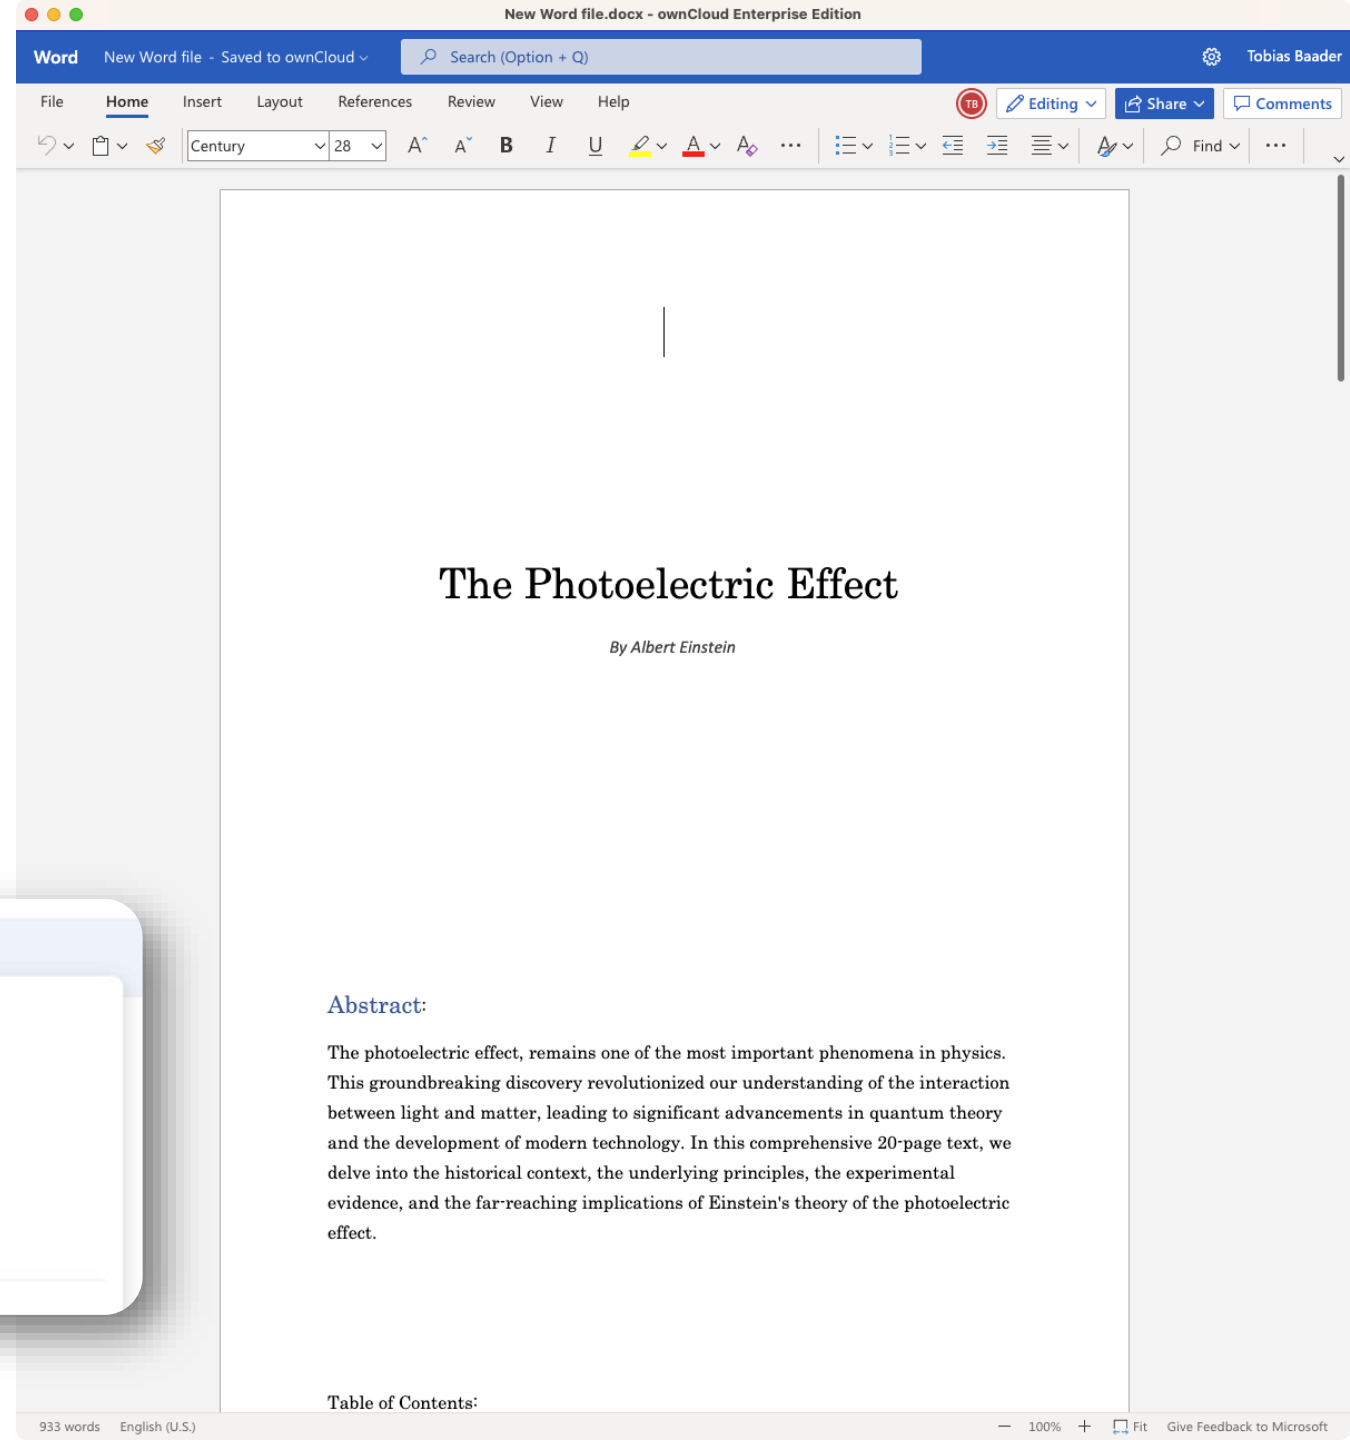 New Word file.docx - ownCloud Enterprise Edition
Word New Word file - Saved to ownCloud Search (Option + Q) Tobias Baader
File Home Insert Layout References Review View Help TB Editing Share Comments
Century 28 A A B I U A A ... Find ...
The Photoelectric Effect
By Albert Einstein
Abstract:
The photoelectric effect, remains one of the most important phenomena in physics.
This groundbreaking discovery revolutionized our understanding of the interaction
between light and matter, leading to significant advancements in quantum theory
and the development of modern technology. In this comprehensive 20-page text, we
delve into the historical context, the underlying principles, the experimental
evidence, and the far-reaching implications of Einstein's theory of the photoelectric
effect.
Table of Contents:
933 words English (U.S.) 100% Fit Give Feedback to Microsoft